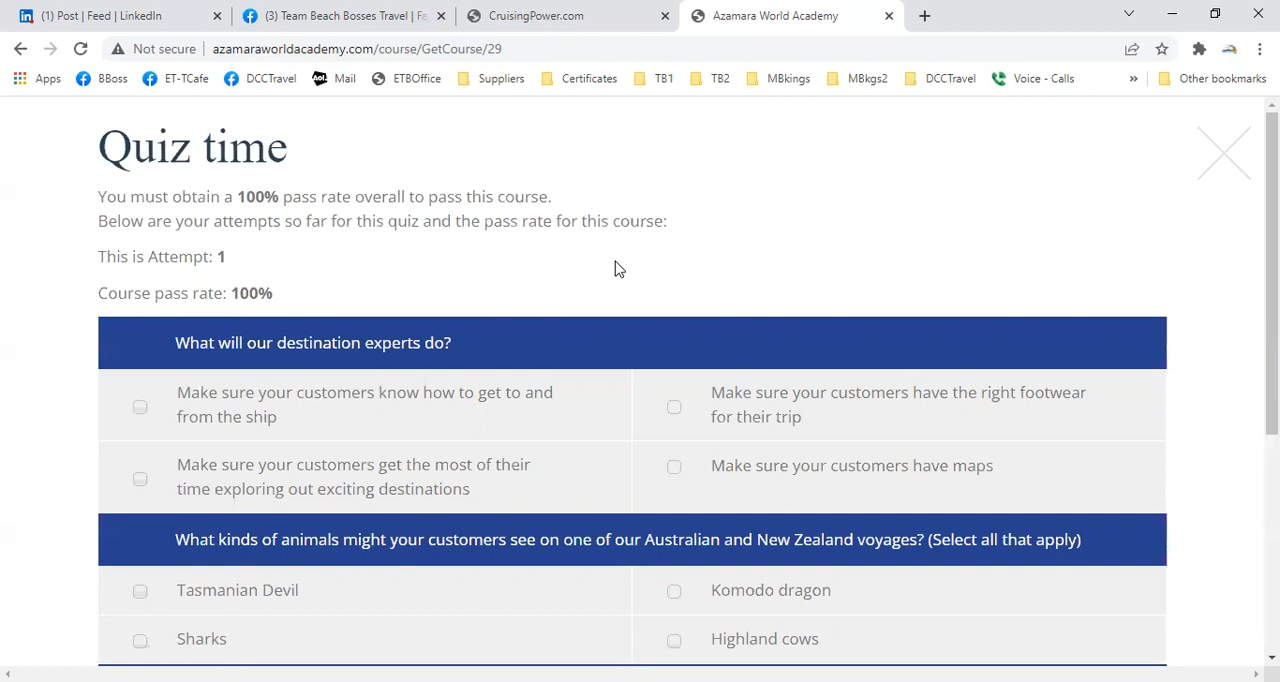 (1) Post | Feed | LinkedIn
(3) Team Beach Bosses Travel | Fa
CruisingPower.com
Azamara World Academy
Not secure | azamaraworldacademy.com/course/GetCourse/29
Apps BBoss ET-TCafe DCCTravel Aol. Mail ETBOffice Suppliers Certificates TB1 TB2 MBkings MBkgs2 DCCTravel Voice - Calls » Other bookmarks
Quiz time
You must obtain a 100% pass rate overall to pass this course.
Below are your attempts so far for this quiz and the pass rate for this course:
This is Attempt: 1
Course pass rate: 100%
What will our destination experts do?
Make sure your customers know how to get to and
from the ship
Make sure your customers have the right footwear
for their trip
Make sure your customers get the most of their
time exploring out exciting destinations
Make sure your customers have maps
What kinds of animals might your customers see on one of our Australian and New Zealand voyages? (Select all that apply)
Tasmanian Devil
Komodo dragon
Sharks
Highland cows